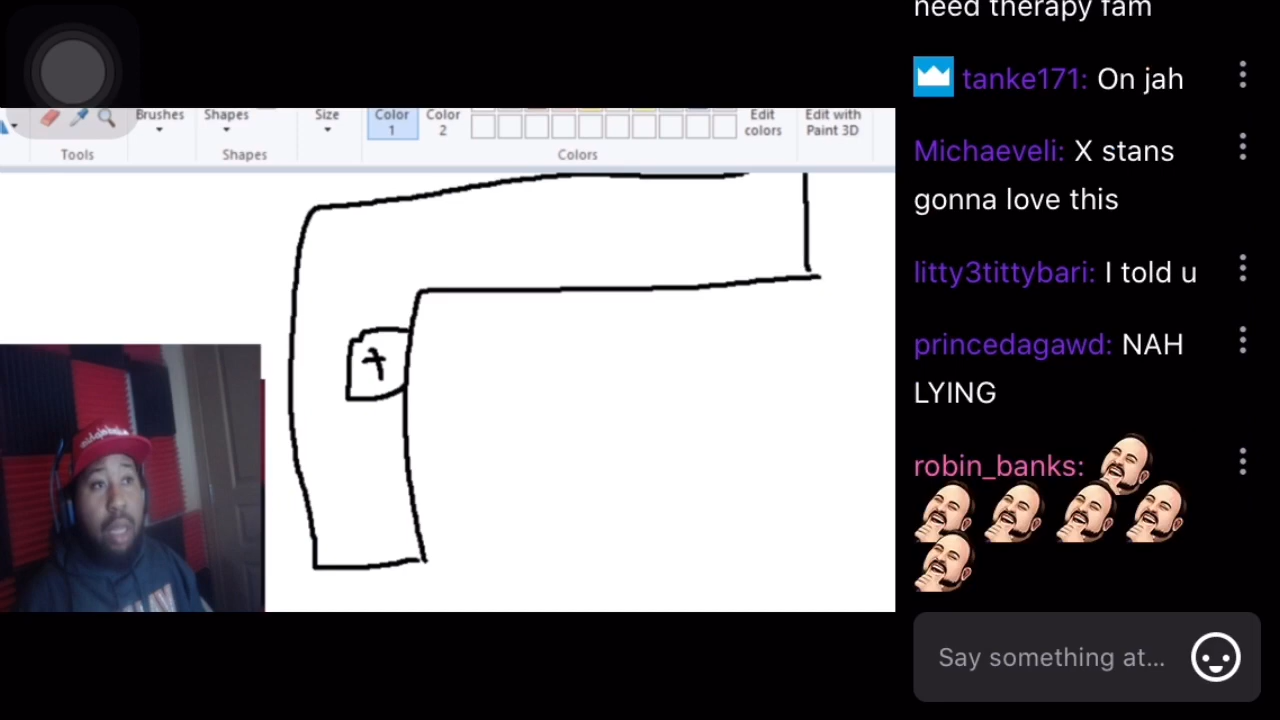 Brushes
Shapes
Size
Color
1
Color
2
Edit
colors
Edit with
Paint 3D
Tools
Shapes
Colors
need therapy fam
tanke171: On jah
Michaeveli: X stans
gonna love this
litty3tittybari: I told u
princedagawd: NAH
LYING
robin_banks:
Say something at...